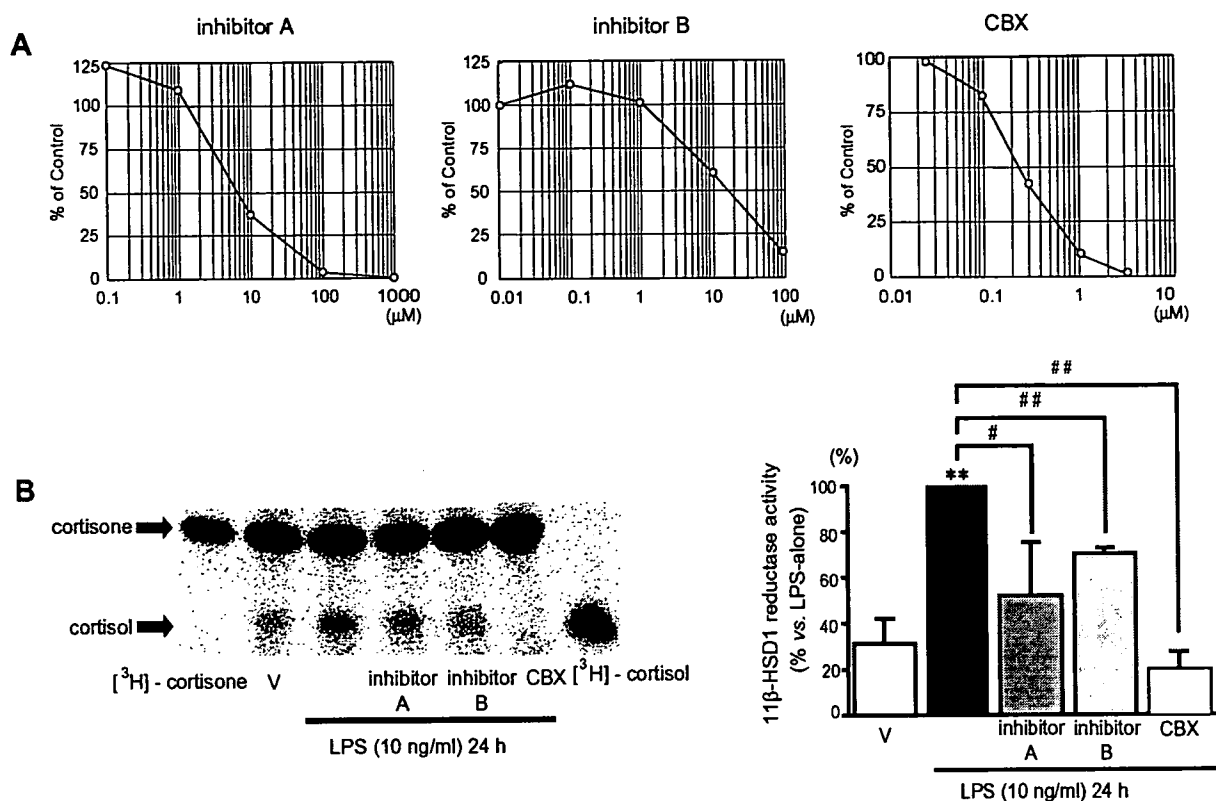 A
inhibitor A
% of Control
125
100
75
50
25
0
0.1 1 10 100 1000
(μM)
inhibitor B
% of Control
125
100
75
50
25
0
0.01 0.1 1 10 100
(μM)
CBX
% of Control
100
75
50
25
0
0.01 0.1 1 10
(μM)
B
cortisone
cortisol
[³H] - cortisone V inhibitor A inhibitor B CBX [³H] - cortisol
LPS (10 ng/ml) 24 h
11β-HSD1 reductase activity
(% vs. LPS-alone)
(%)
100
80
60
40
20
0
**
#
##
##
V inhibitor A inhibitor B CBX
LPS (10 ng/ml) 24 h